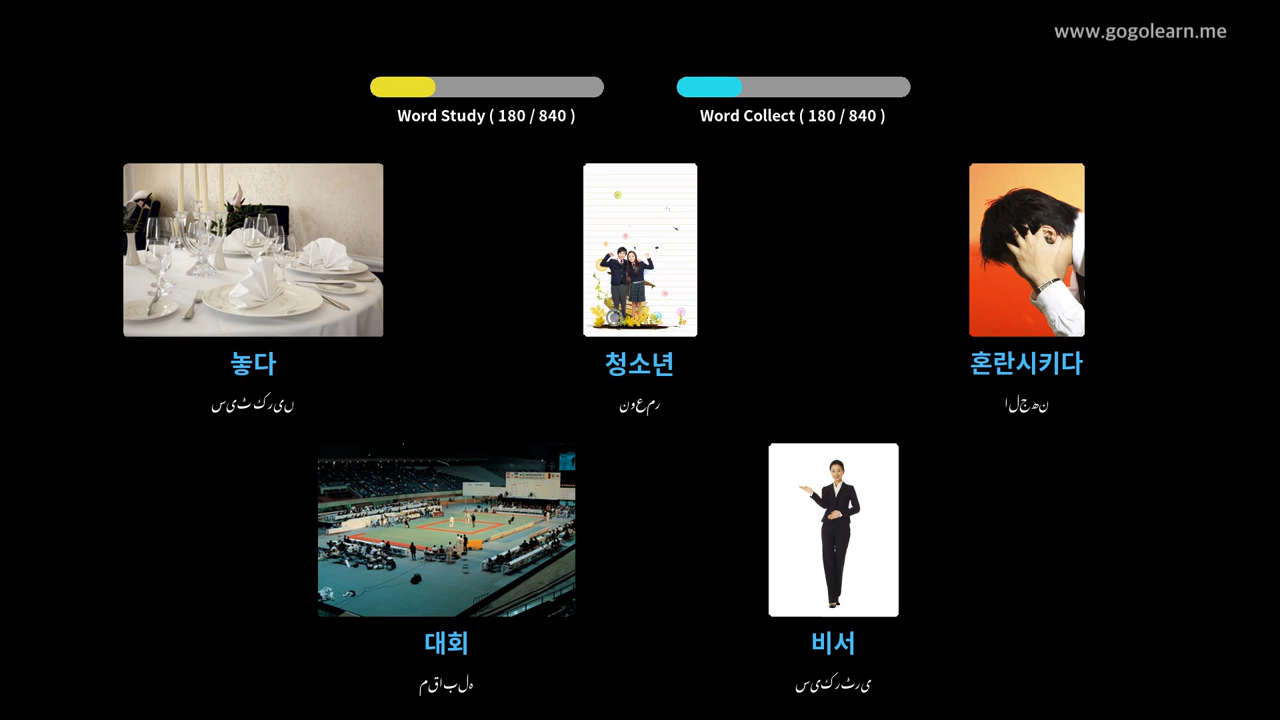 www.gogolearn.me
Word Study ( 180 / 840 ) Word Collect ( 180 / 840 )
놓다 청소년 혼란시키다
سیٹ کریں نوعمر الجھن
대회 비서
مقابلہ سیکرٹری